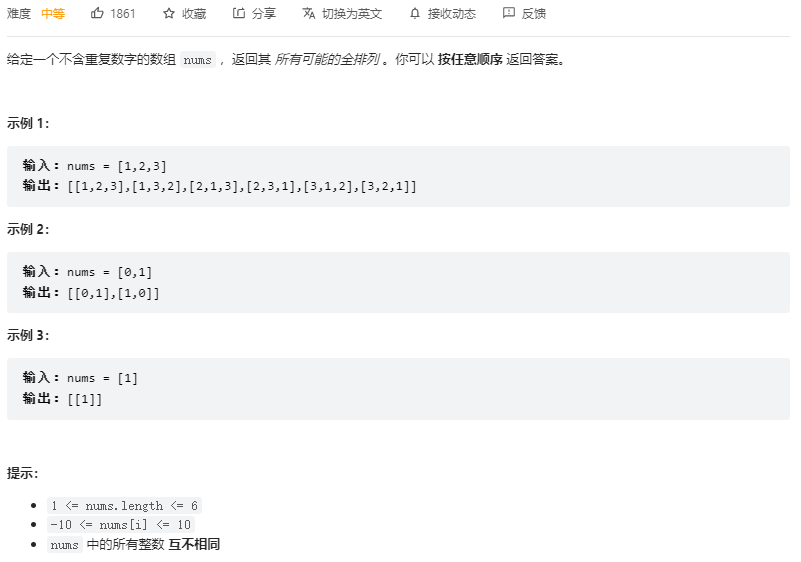 难度 中等 1861 收藏 分享 切换为英文 接收动态 反馈
给定一个不含重复数字的数组 nums ，返回其 所有可能的全排列 。你可以 按任意顺序 返回答案。
示例 1：
输入：nums = [1,2,3]
输出：[[1,2,3],[1,3,2],[2,1,3],[2,3,1],[3,1,2],[3,2,1]]
示例 2：
输入：nums = [0,1]
输出：[[0,1],[1,0]]
示例 3：
输入：nums = [1]
输出：[[1]]
提示：
1 <= nums.length <= 6
-10 <= nums[i] <= 10
nums 中的所有整数 互不相同